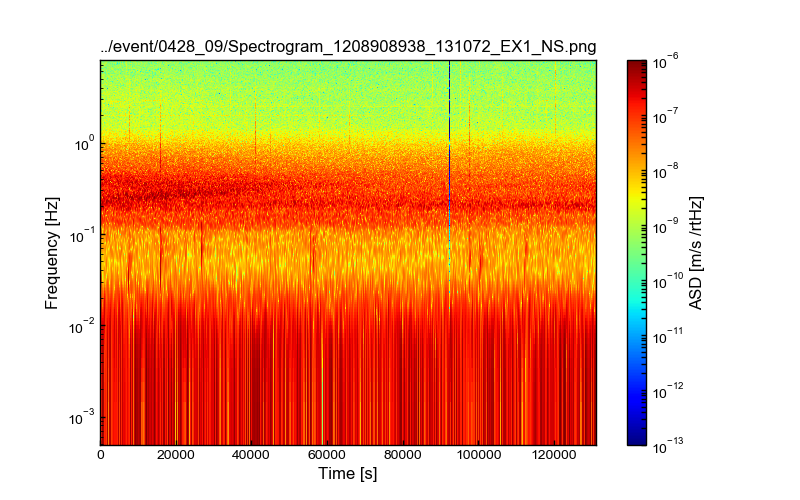 ../event/0428_09/Spectrogram_1208908938_131072_EX1_NS.png
10⁰
10⁻¹
10⁻²
10⁻³
Frequency [Hz]
0 20000 40000 60000 80000 100000 120000
Time [s]
10⁻⁶
10⁻⁷
10⁻⁸
10⁻⁹
10⁻¹⁰
10⁻¹¹
10⁻¹²
10⁻¹³
ASD [m/s /rtHz]